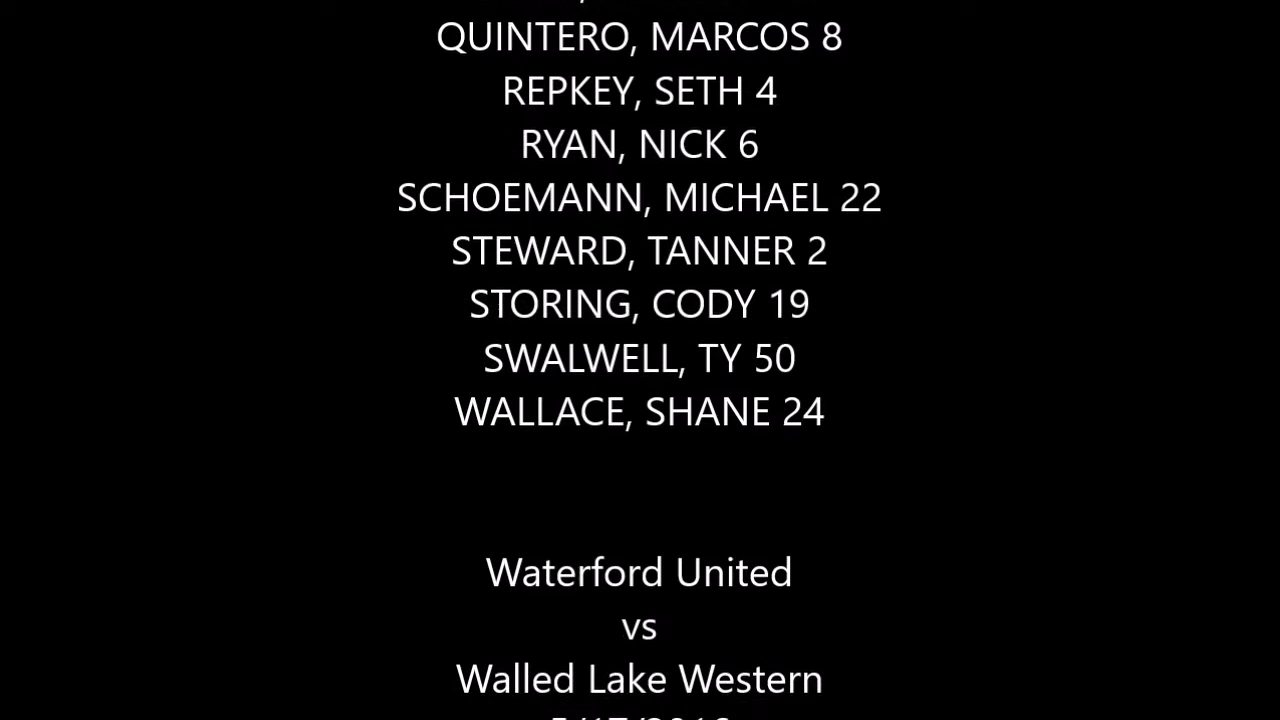 QUINTERO, MARCOS 8
REPKEY, SETH 4
RYAN, NICK 6
SCHOEMANN, MICHAEL 22
STEWARD, TANNER 2
STORING, CODY 19
SWALWELL, TY 50
WALLACE, SHANE 24
Waterford United
vs
Walled Lake Western